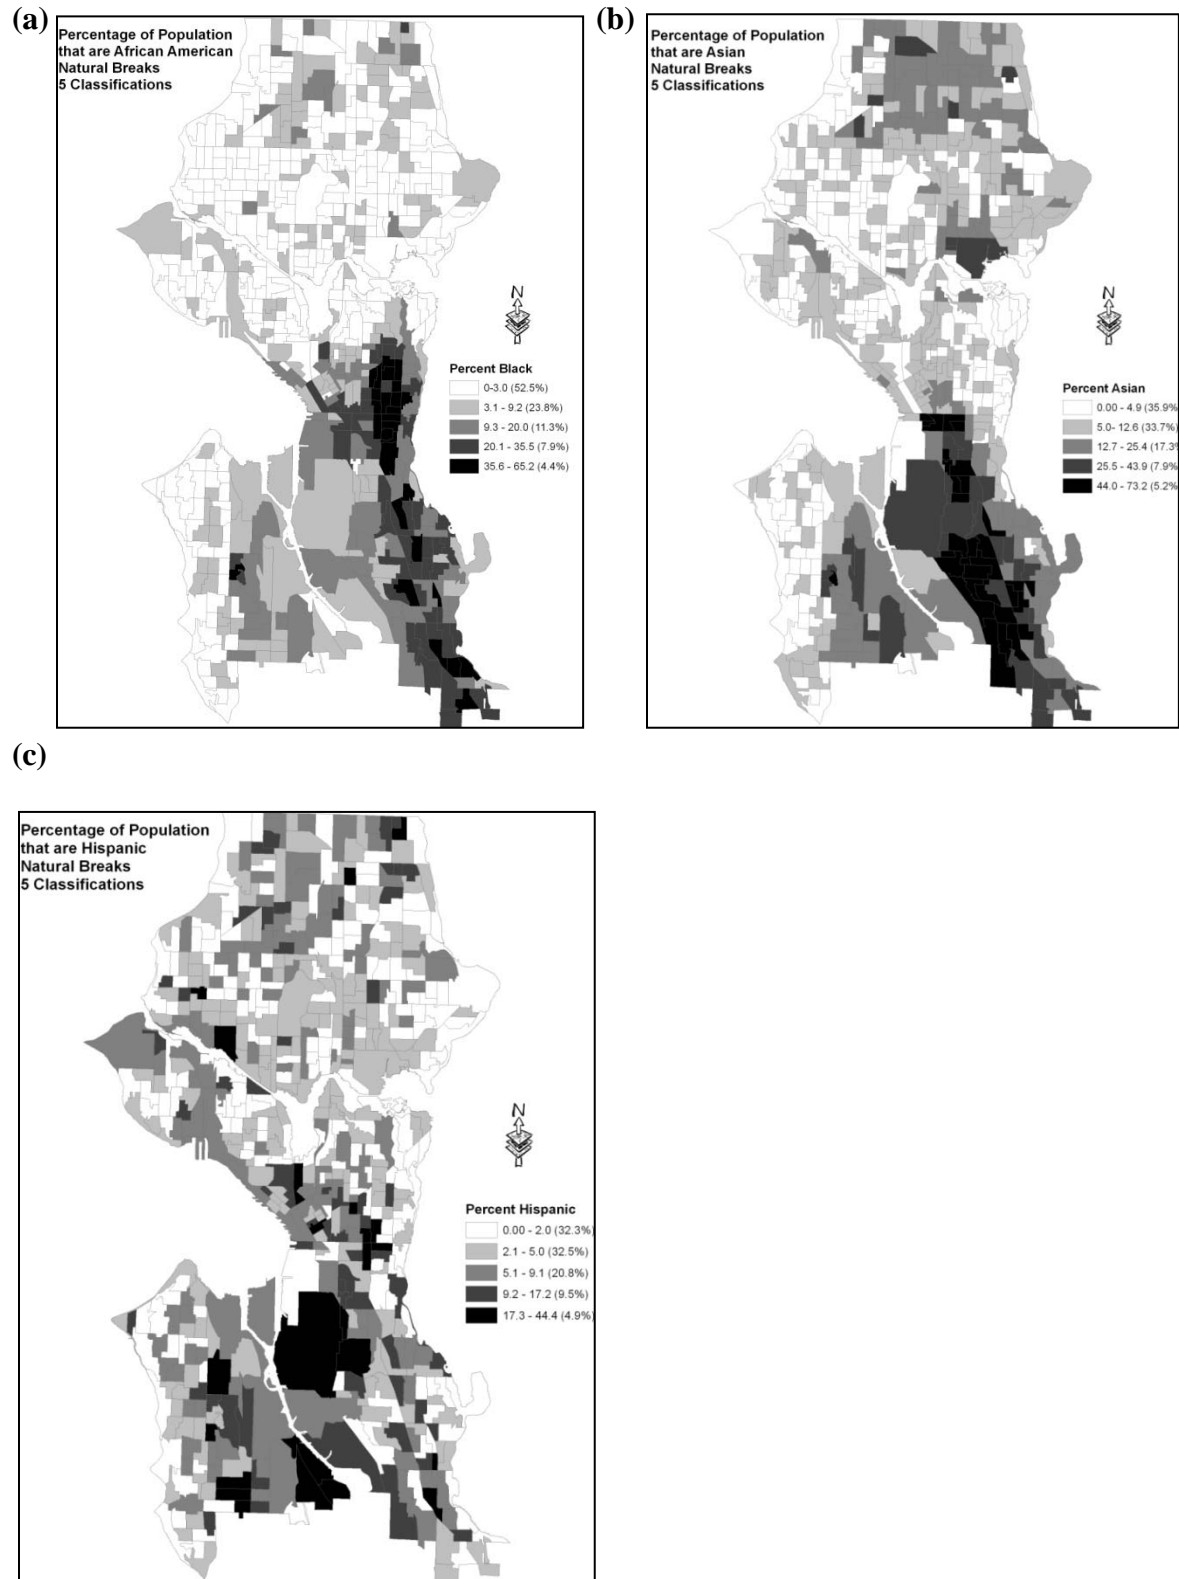 (a)
Percentage of Population
that are African American
Natural Breaks
5 Classifications
N
Percent Black
0-3.0 (52.5%)
3.1 - 9.2 (23.8%)
9.3 - 20.0 (11.3%)
20.1 - 35.5 (7.9%)
35.6 - 65.2 (4.4%)
(b)
Percentage of Population
that are Asian
Natural Breaks
5 Classifications
N
Percent Asian
0.00 - 4.9 (35.9%)
5.0- 12.6 (33.7%)
12.7 - 25.4 (17.3%
25.5 - 43.9 (7.9%)
44.0 - 73.2 (5.2%
(c)
Percentage of Population
that are Hispanic
Natural Breaks
5 Classifications
N
Percent Hispanic
0.00 - 2.0 (32.3%)
2.1 - 5.0 (32.5%)
5.1 - 9.1 (20.8%)
9.2 - 17.2 (9.5%)
17.3 - 44.4 (4.9%)